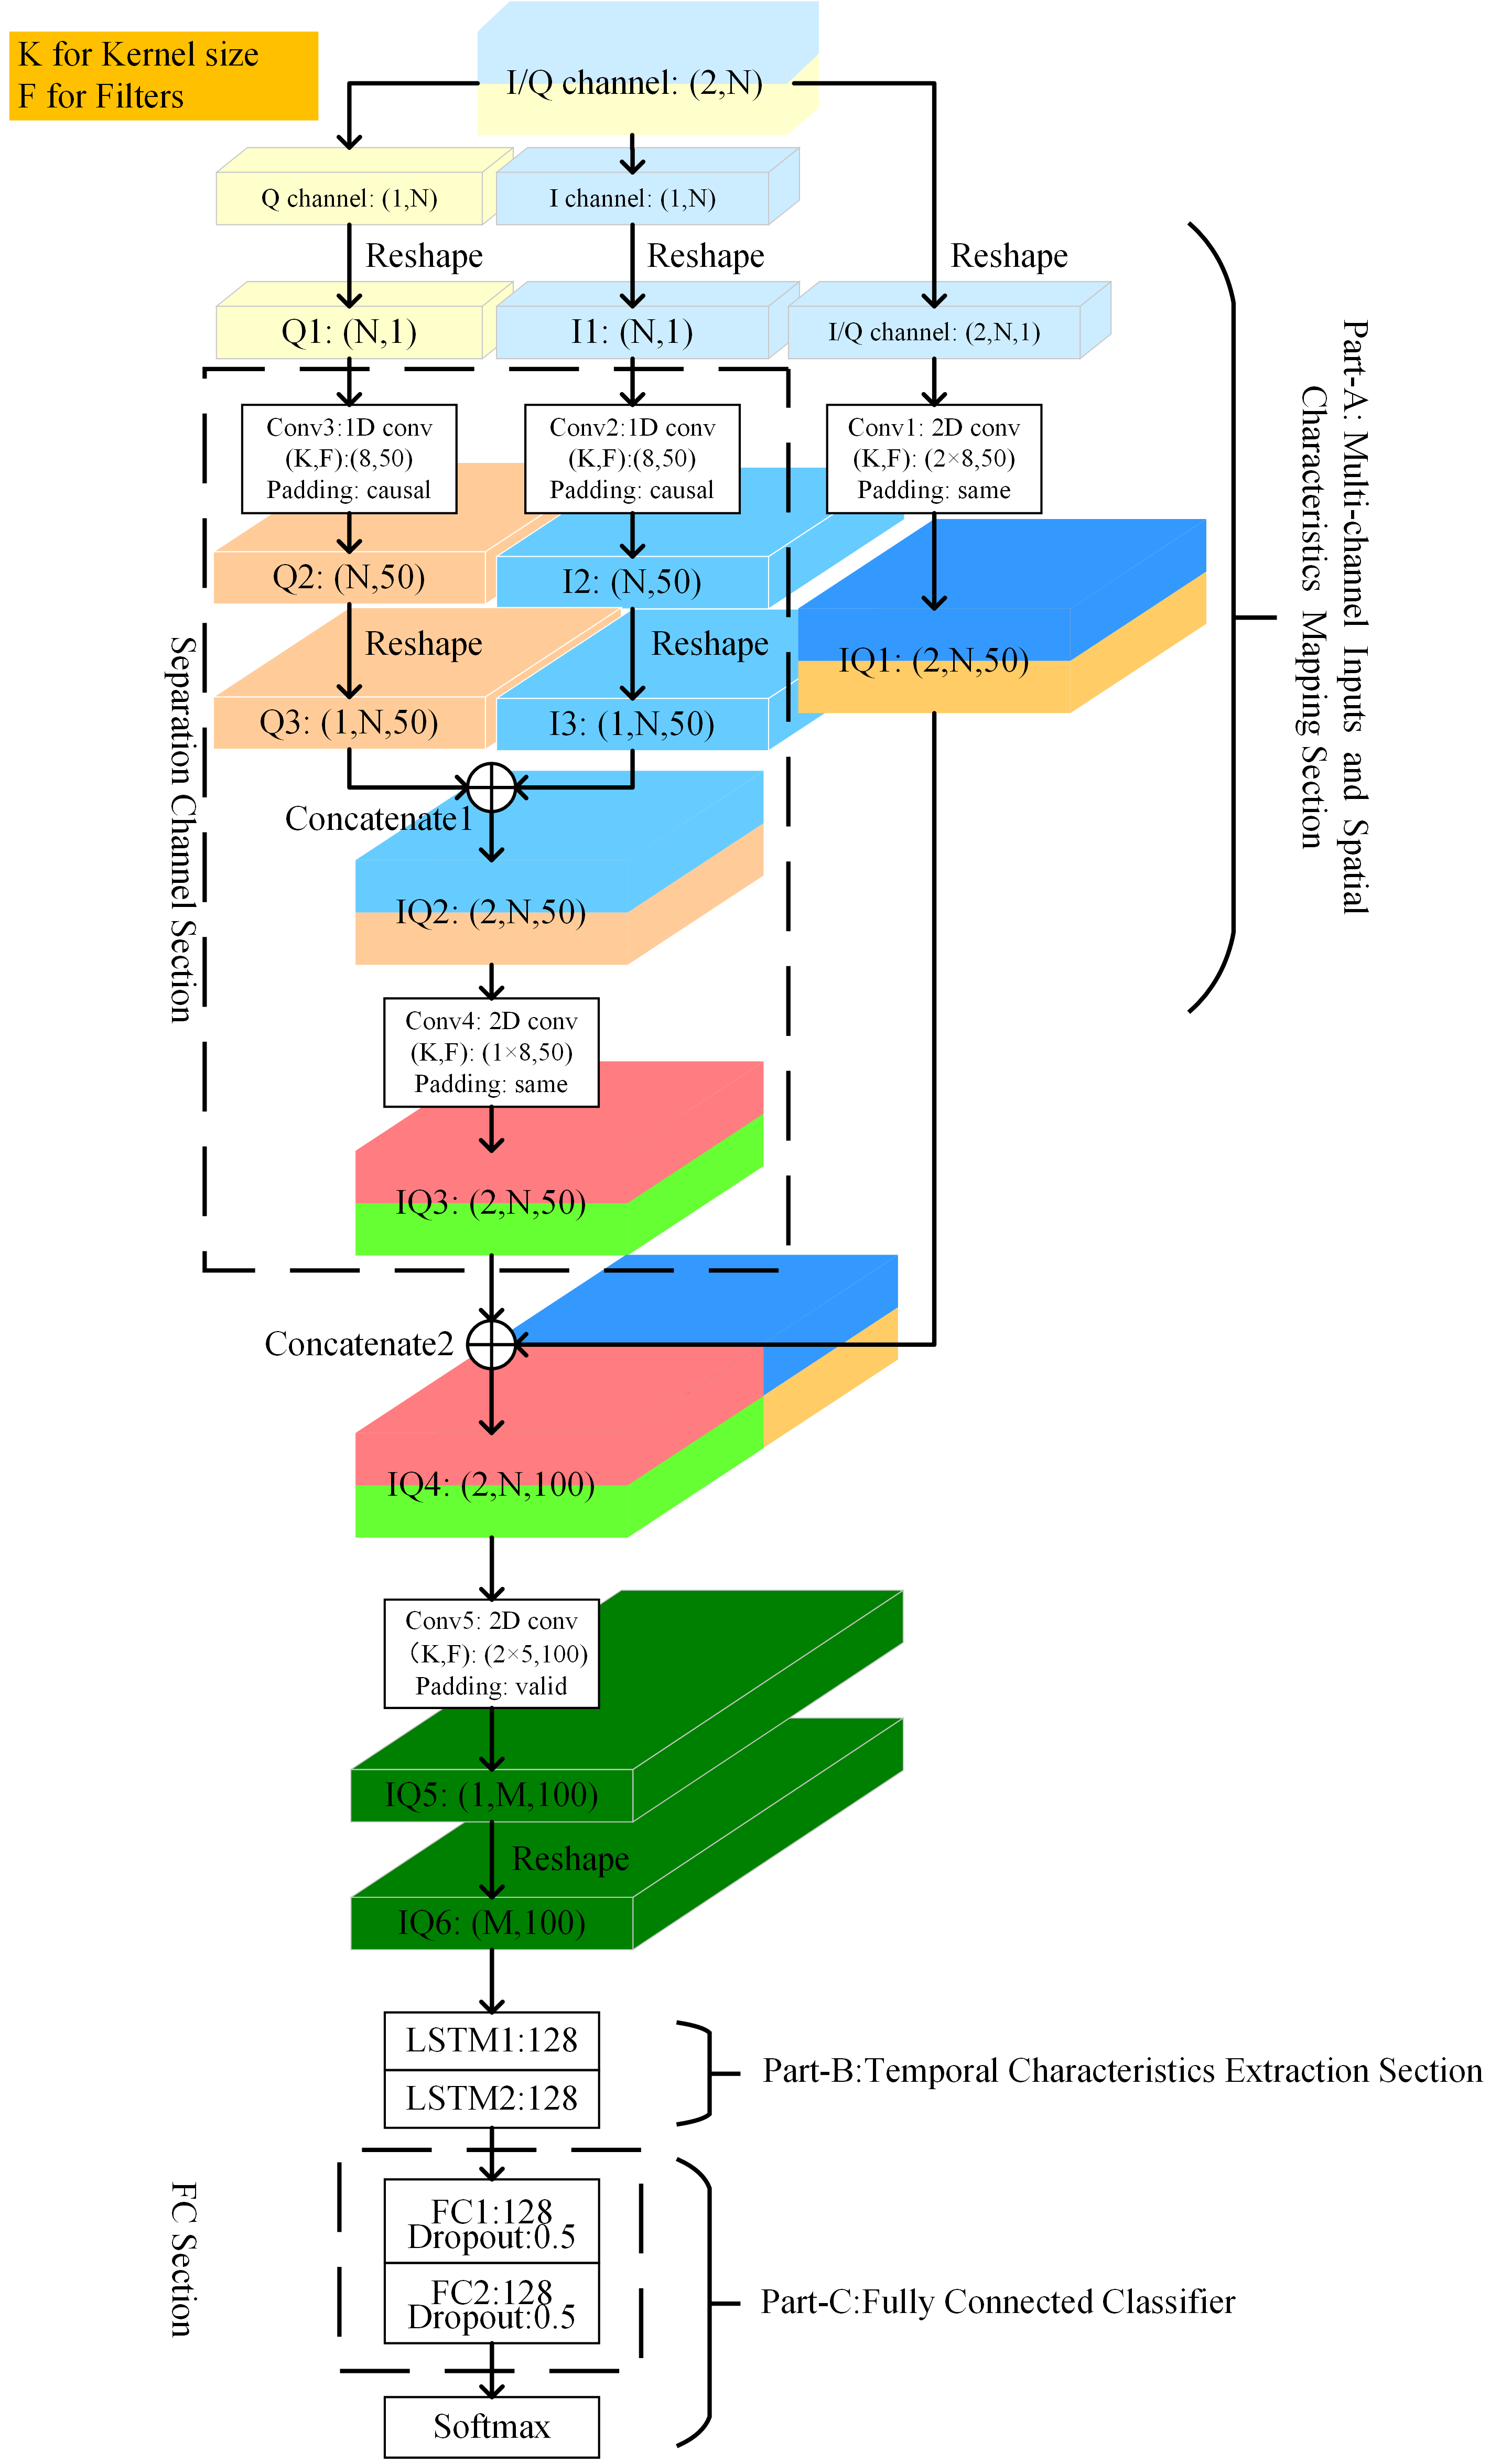 K for Kernel size
F for Filters
I/Q channel: (2,N)
Q channel: (1,N)
I channel: (1,N)
Reshape
Reshape
Reshape
Q1: (N,1)
I1: (N,1)
I/Q channel: (2,N,1)
Conv3:1D conv
(K,F):(8,50)
Padding: causal
Conv2:1D conv
(K,F):(8,50)
Padding: causal
Conv1: 2D conv
(K,F): (2×8,50)
Padding: same
Q2: (N,50)
I2: (N,50)
Reshape
Reshape
IQ1: (2,N,50)
Q3: (1,N,50)
I3: (1,N,50)
Concatenate1
IQ2: (2,N,50)
Conv4: 2D conv
(K,F): (1×8,50)
Padding: same
IQ3: (2,N,50)
Separation Channel Section
Part-A: Multi-channel Inputs and Spatial
Characteristics Mapping Section
Concatenate2
IQ4: (2,N,100)
Conv5: 2D conv
（K,F): (2×5,100)
Padding: valid
IQ5: (1,M,100)
Reshape
IQ6: (M,100)
LSTM1:128
LSTM2:128
Part-B:Temporal Characteristics Extraction Section
FC1:128
Dropout:0.5
FC2:128
Dropout:0.5
FC Section
Part-C:Fully Connected Classifier
Softmax